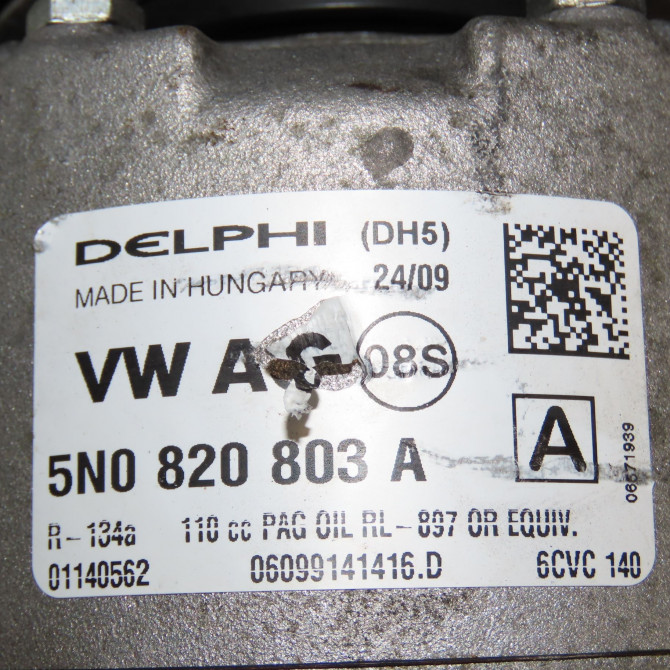 DELPHI (DH5)
MADE IN HUNGARY 24/09
VW AG 08S
5N0 820 803 A A
06571939
R-134a 110 cc PAG OIL RL-897 OR EQUIV.
01140562 06099141416.D 6CVC 140